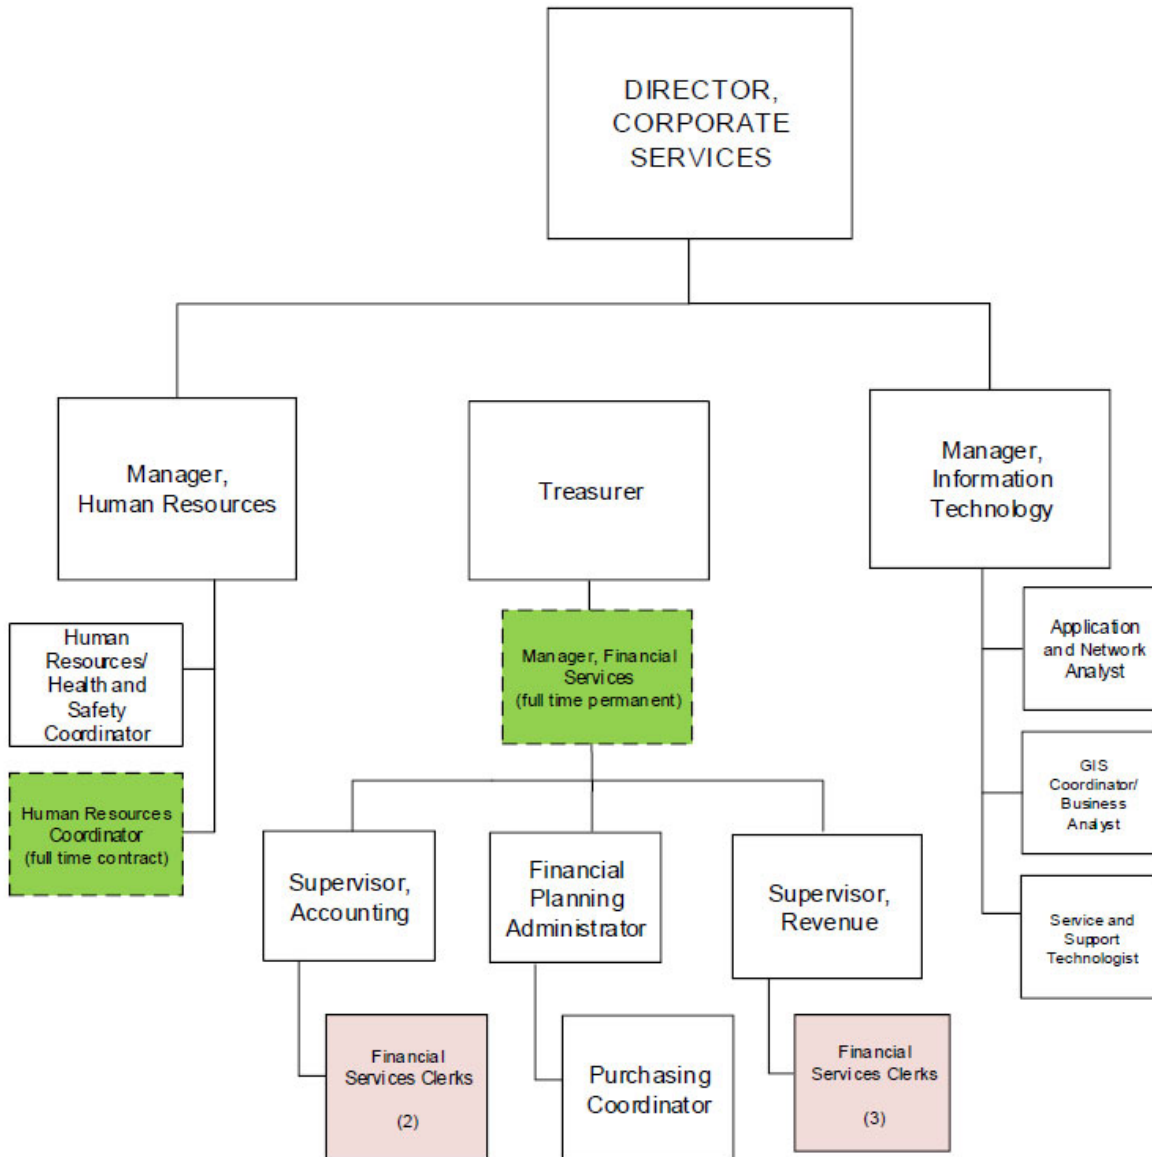 DIRECTOR,
CORPORATE
SERVICES
Manager,
Human Resources
Treasurer
Manager,
Information
Technology
Human
Resources/
Health and
Safety
Coordinator
Human Resources
Coordinator
(full time contract)
Manager, Financial
Services
(full time permanent)
Application
and Network
Analyst
GIS
Coordinator/
Business
Analyst
Service and
Support
Technologist
Supervisor,
Accounting
Financial
Planning
Administrator
Supervisor,
Revenue
Financial
Services Clerks
(2)
Purchasing
Coordinator
Financial
Services Clerks
(3)